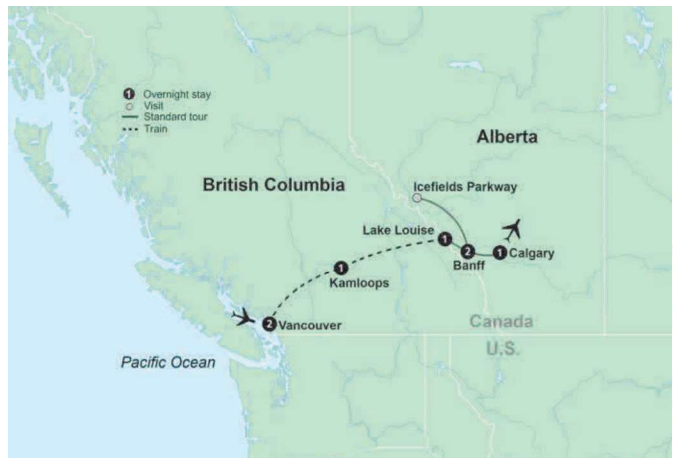 1 Overnight stay
Visit
Standard tour
Train
Alberta
British Columbia
Icefields Parkway
Lake Louise 1
2
Banff
1 Calgary
1
Kamloops
2 Vancouver
Canada
U.S.
Pacific Ocean